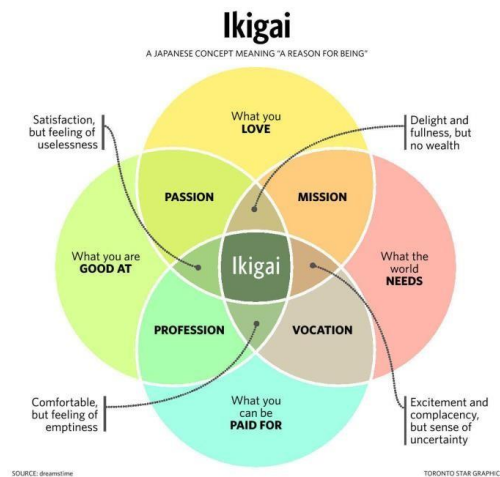 Ikigai
A JAPANESE CONCEPT MEANING "A REASON FOR BEING"
Satisfaction,
but feeling of
uselessness
What you
LOVE
Delight and
fullness, but
no wealth
PASSION
MISSION
What you are
GOOD AT
Ikigai
What the
world
NEEDS
PROFESSION
VOCATION
Comfortable,
but feeling of
emptiness
What you
can be
PAID FOR
Excitement and
complacency,
but sense of
uncertainty
SOURCE: dreamstime
TORONTO STAR GRAPHIC